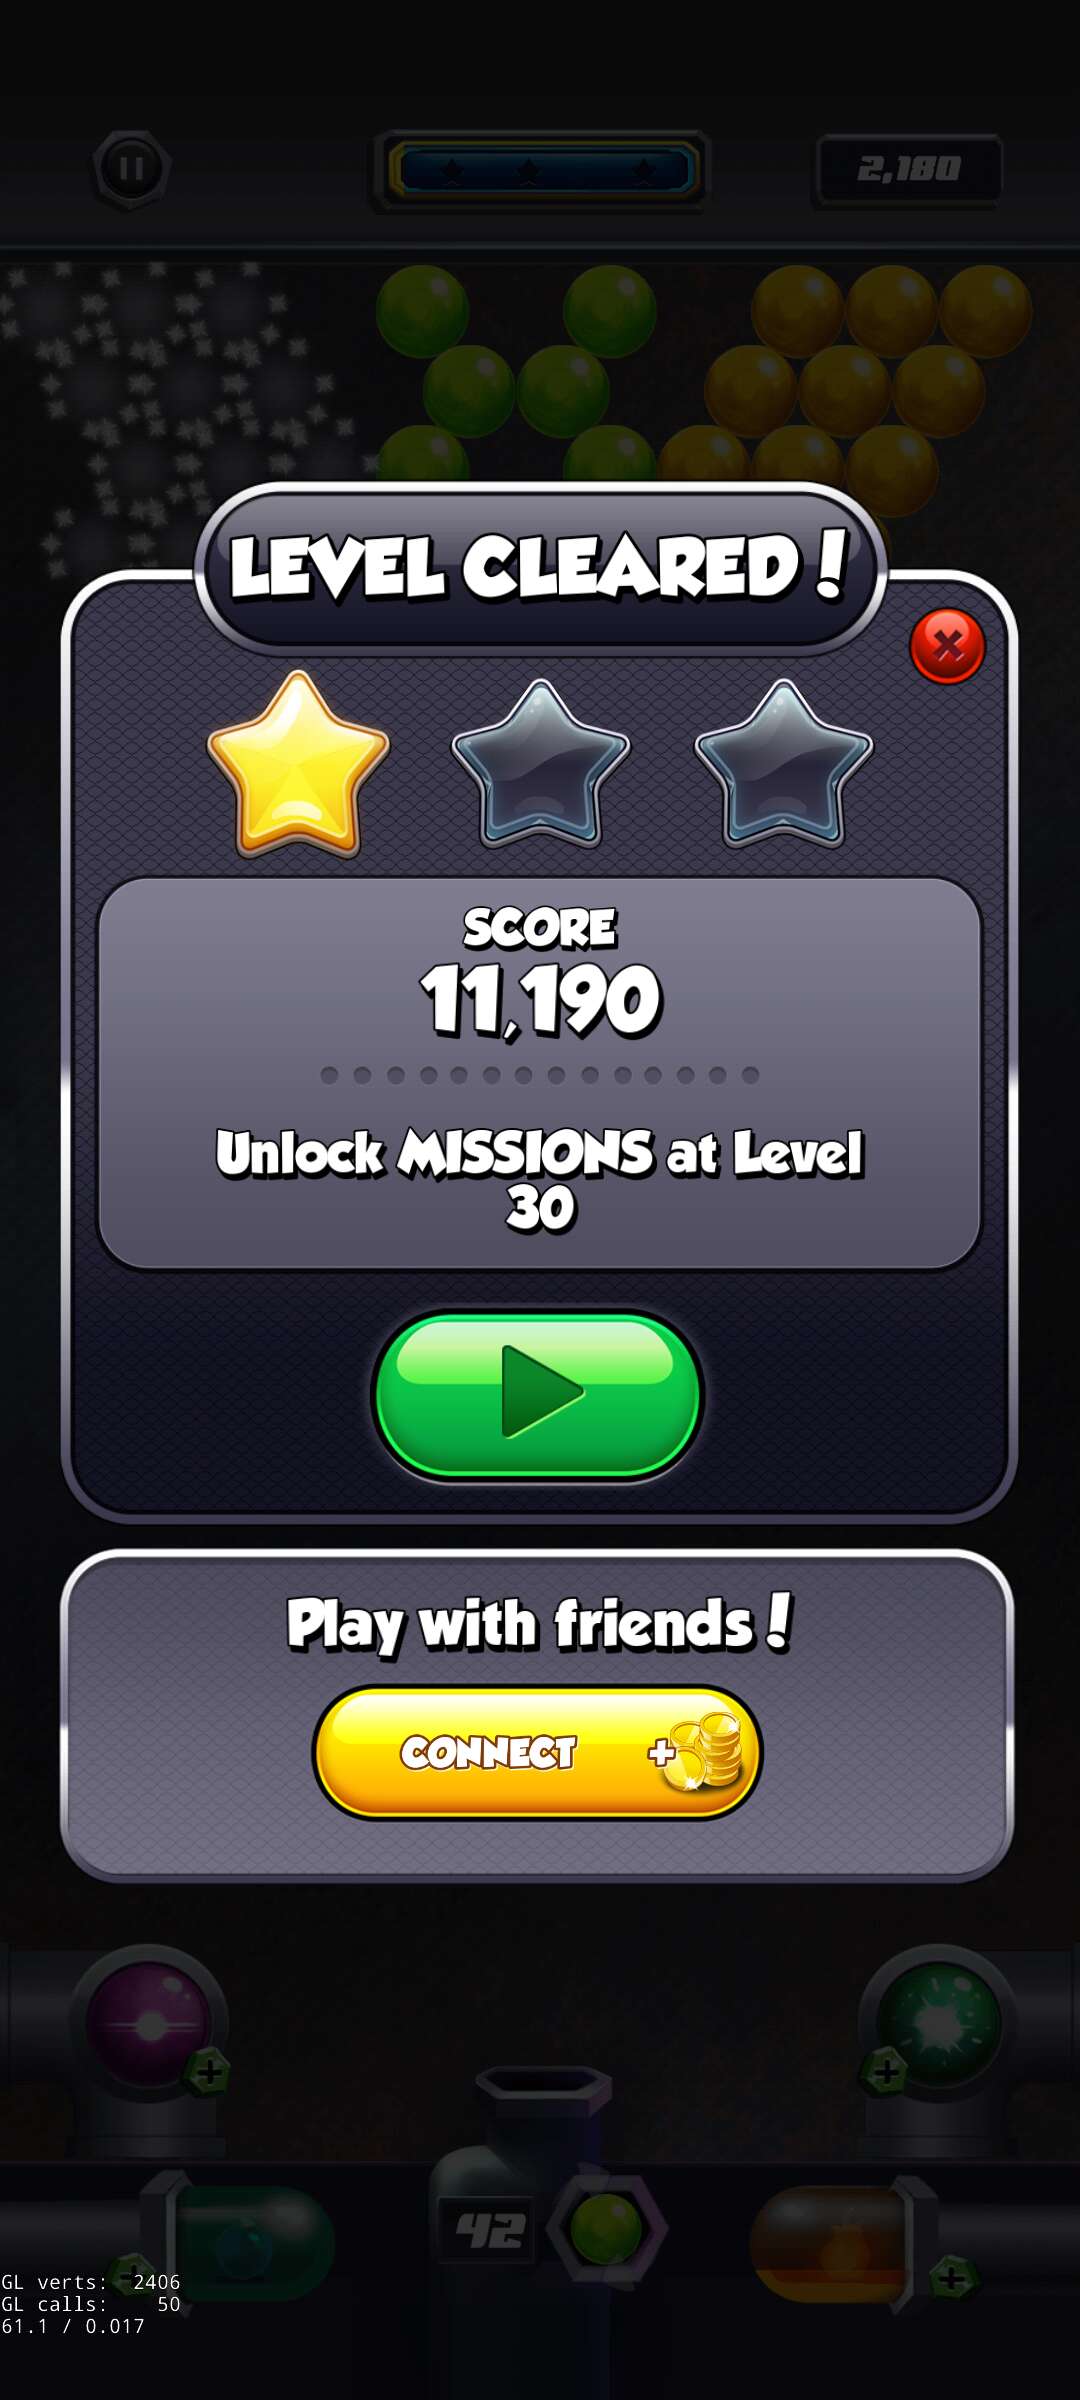 2,180
LEVEL CLEARED!
SCORE
11,190
Unlock MISSIONS at Level
30
Play with friends!
CONNECT +
42
GL verts: 2406
GL calls: 50
61.1 / 0.017